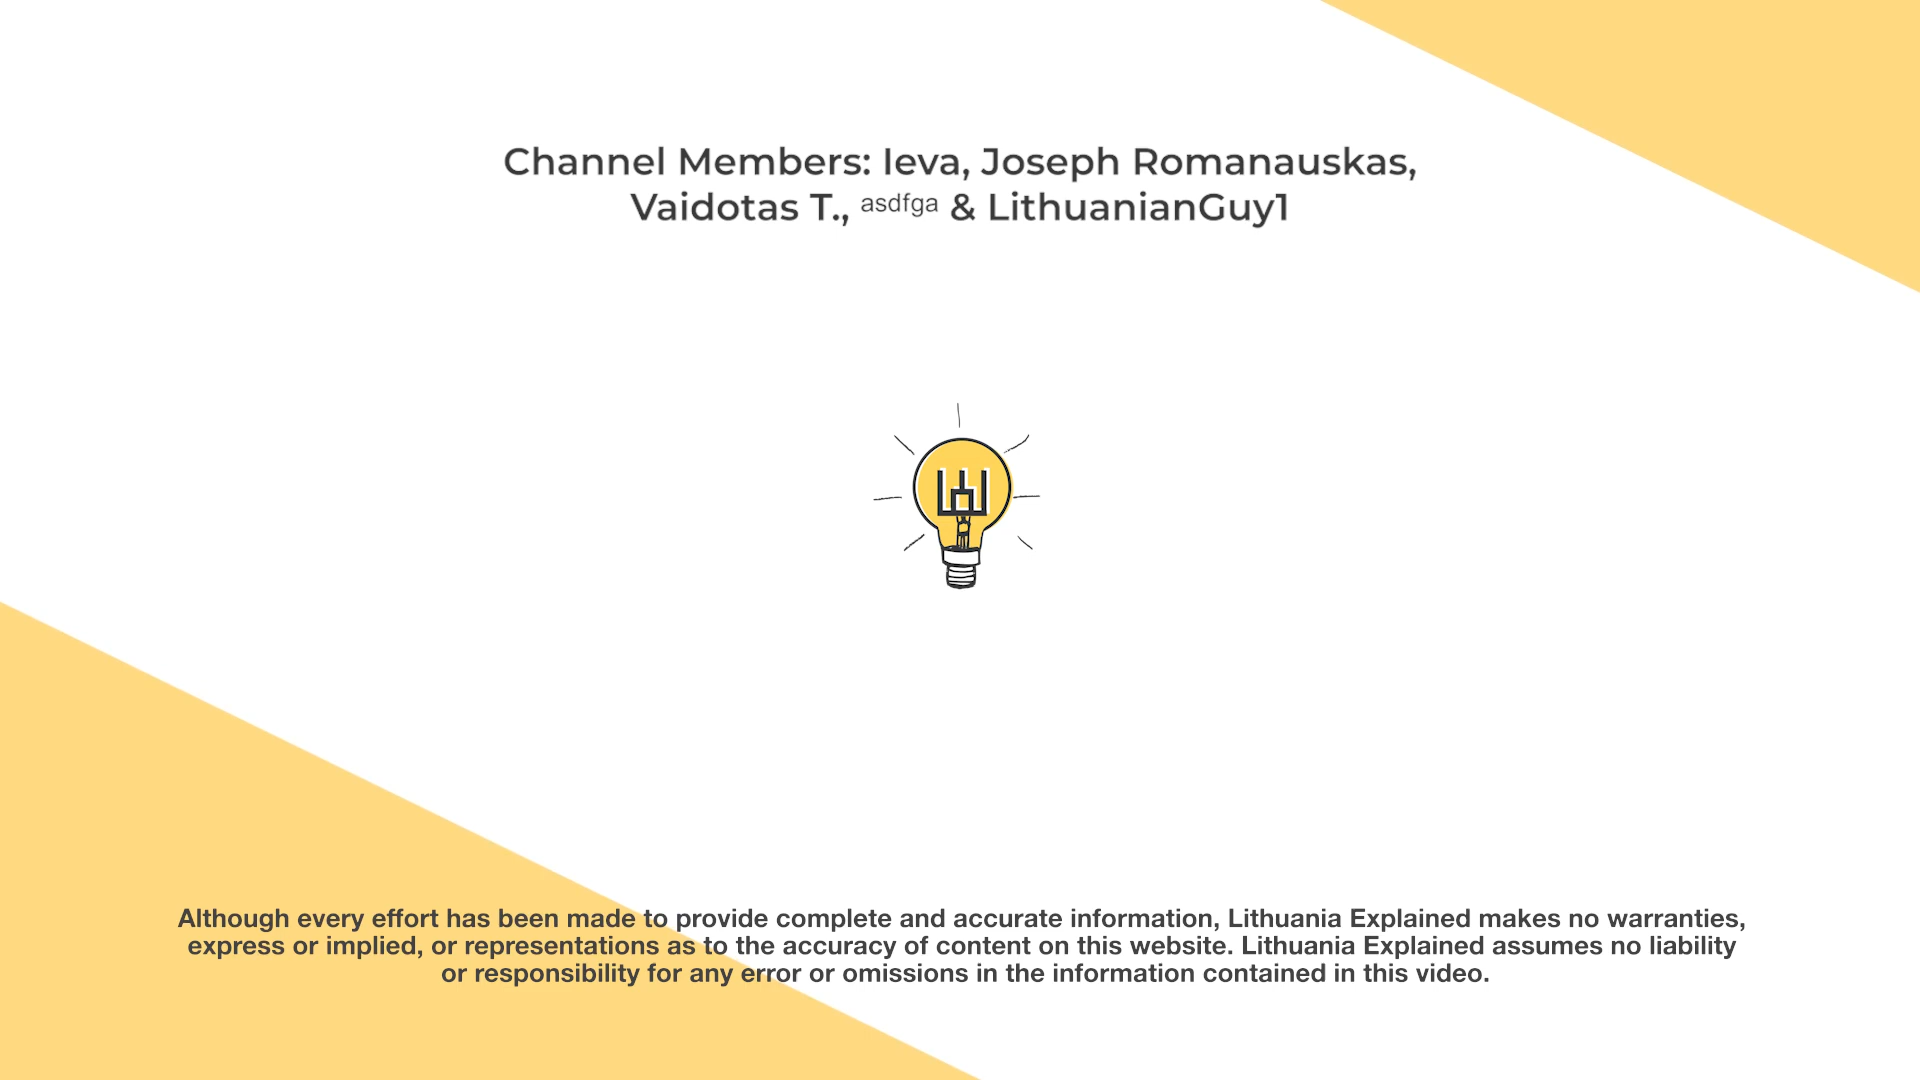 Channel Members: Ieva, Joseph Romanauskas,
Vaidotas T., asdfga & LithuanianGuy1
Although every effort has been made to provide complete and accurate information, Lithuania Explained makes no warranties,
express or implied, or representations as to the accuracy of content on this website. Lithuania Explained assumes no liability
or responsibility for any error or omissions in the information contained in this video.